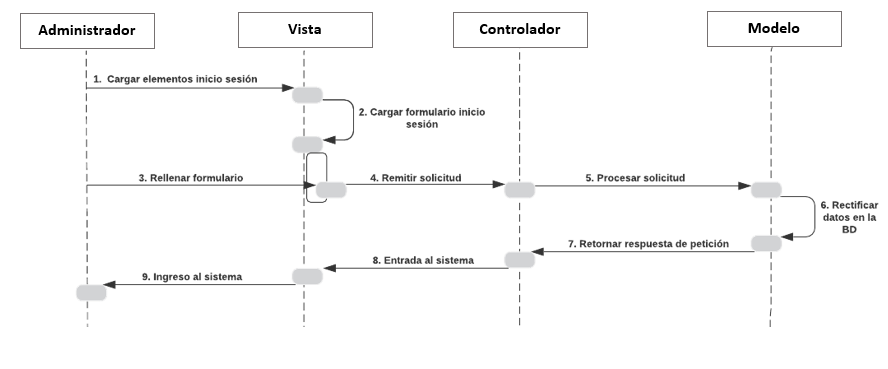 Administrador
Vista
Controlador
Modelo
1. Cargar elementos inicio sesión
2. Cargar formulario inicio
sesión
3. Rellenar formulario
4. Remitir solicitud
5. Procesar solicitud
6. Rectificar
datos en la
BD
7. Retornar respuesta de petición
8. Entrada al sistema
9. Ingreso al sistema